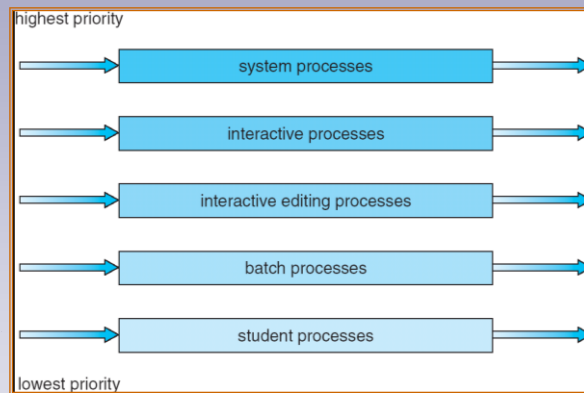 highest priority
system processes
interactive processes
interactive editing processes
batch processes
student processes
lowest priority